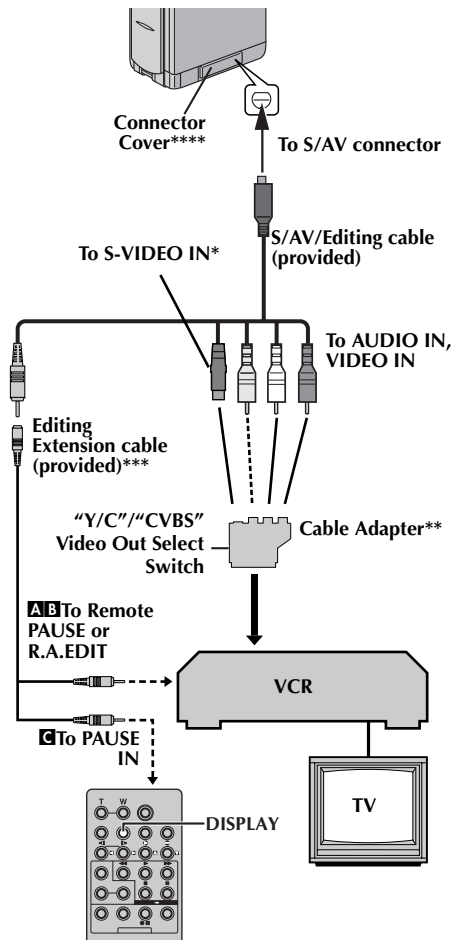 Connector
Cover****
To S/AV connector
S/AV/Editing cable
(provided)
To S-VIDEO IN*
To AUDIO IN,
VIDEO IN
Editing
Extension cable
(provided)***
"Y/C"/"CVBS"
Video Out Select
Switch
Cable Adapter**
A B To Remote
PAUSE or
R.A.EDIT
VCR
C To PAUSE
IN
TV
T W
DISPLAY